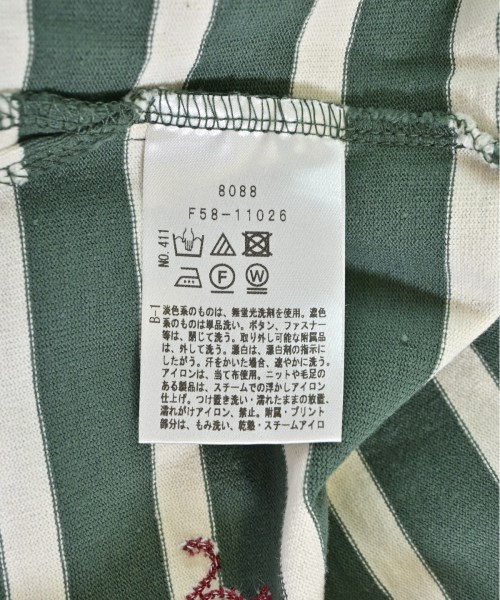 8088
F58-11026
NO.411
F
W
B-1
淡色系のものは、無蛍光洗剤を使用。濃色
系のものは単品洗い。ボタン、ファスナー
等は、閉じて洗う。取り外し可能な附属品
は、外して洗う。漂白は、漂白剤の指示に
したがう。汗をかいた場合、速やかに洗う。
アイロンは、当て布使用。ニットや毛足の
ある製品は、スチームでの浮かしアイロン
仕上げ。つけ置き洗い・濡れたままの放置、
濡れがけアイロン、禁止。附属・プリント
部分は、もみ洗い、乾燥・スチームアイロ